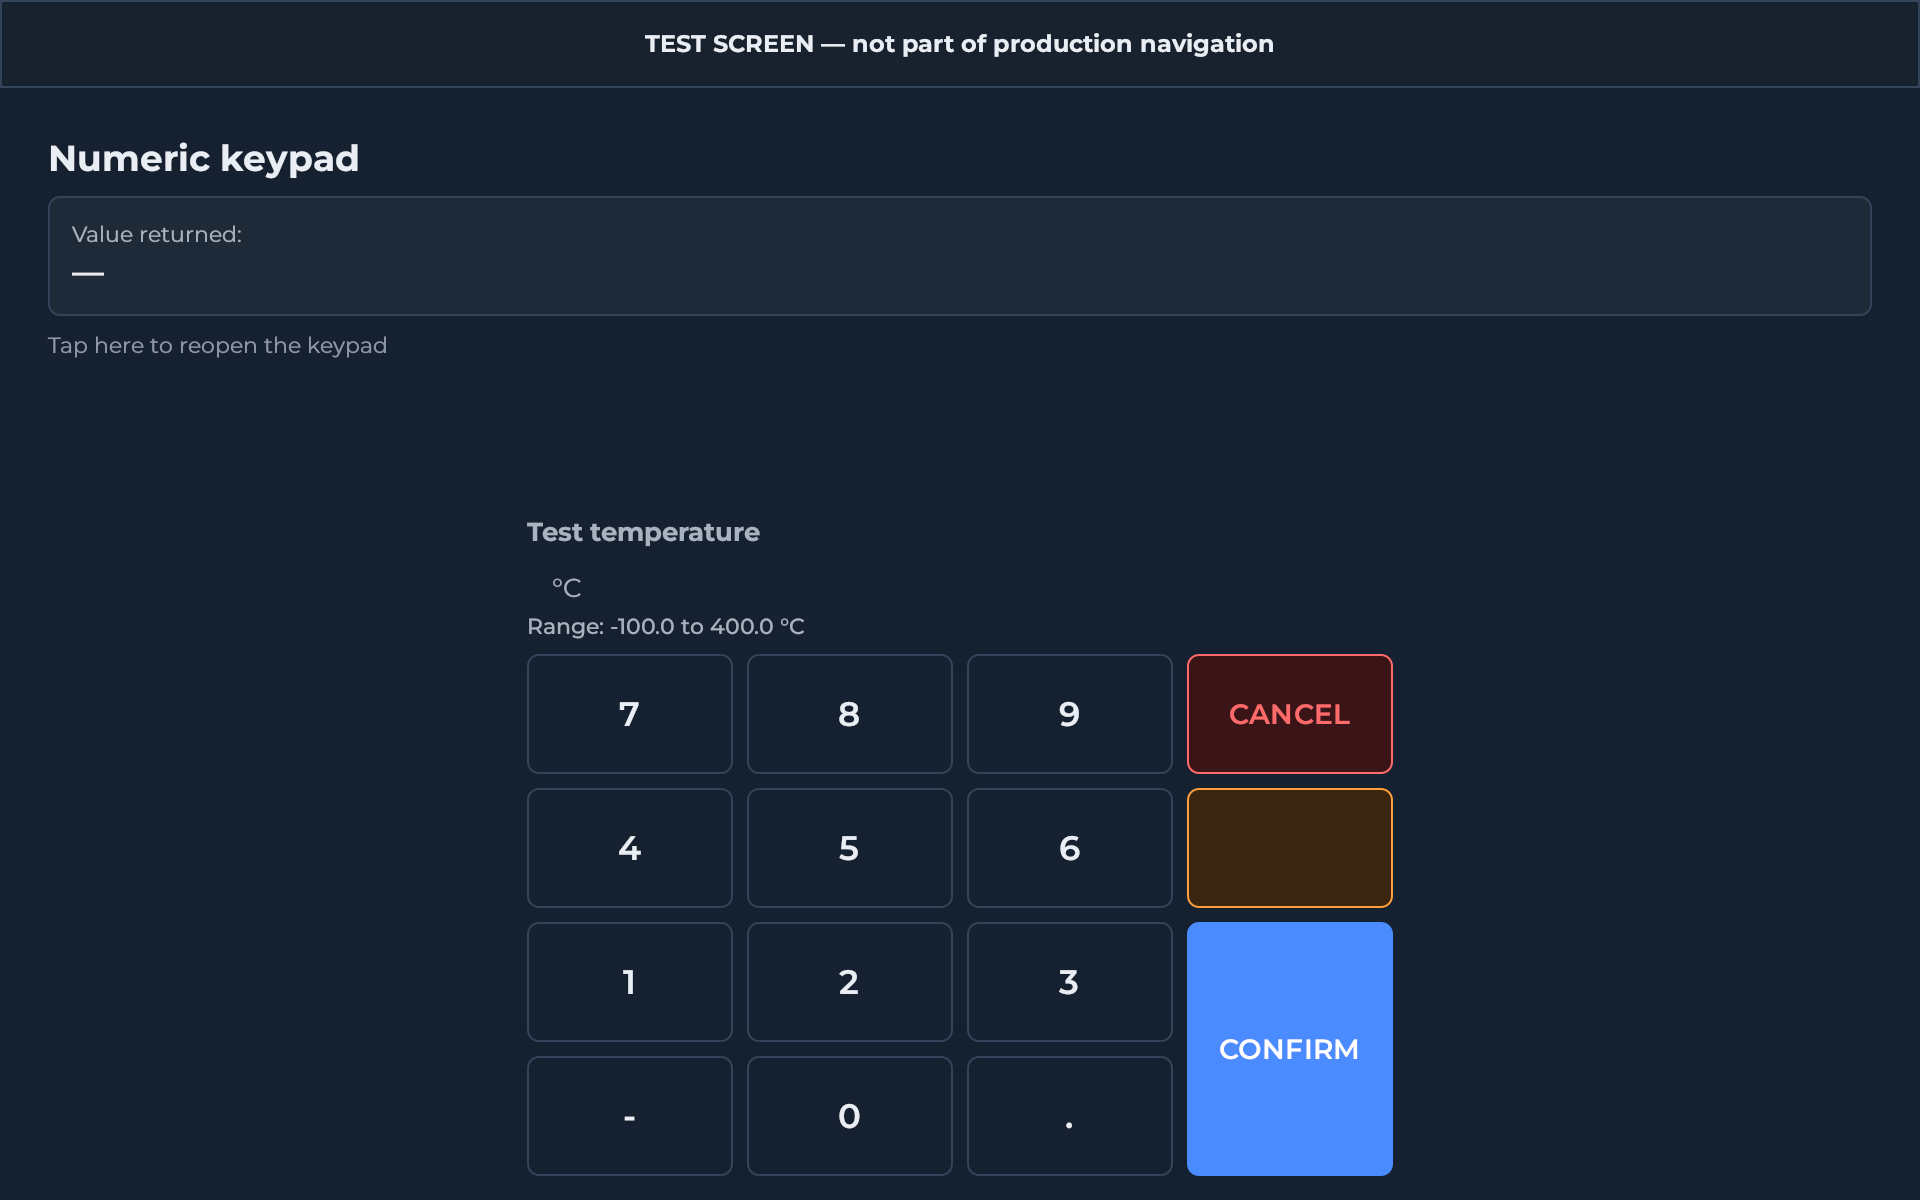 TEST SCREEN — not part of production navigation
Numeric keypad
Value returned:
—
Tap here to reopen the keypad
Test temperature
°C
Range: -100.0 to 400.0 °C
7 8 9 CANCEL
4 5 6
1 2 3
CONFIRM
- 0 .